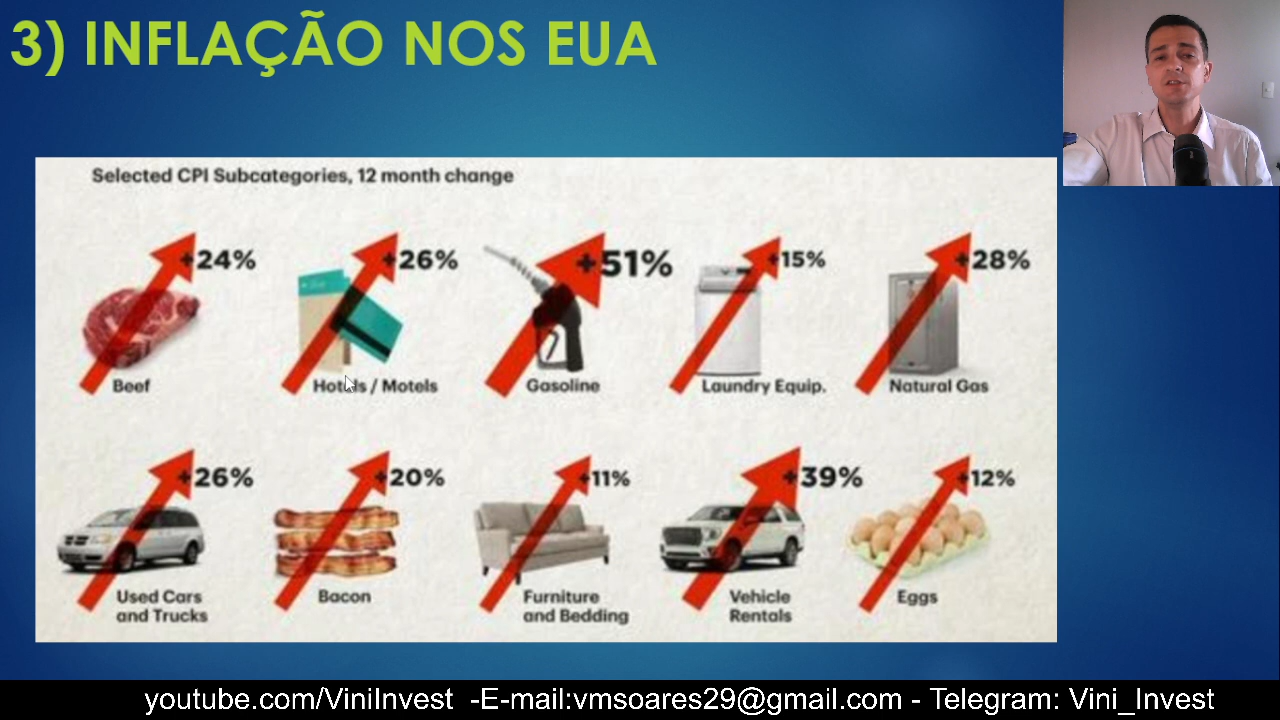 3) INFLAÇÃO NOS EUA
Selected CPI Subcategories, 12 month change
+24%
+26%
+51%
+15%
+28%
Beef
Hotels / Motels
Gasoline
Laundry Equip.
Natural Gas
+26%
+20%
+11%
+39%
+12%
Used Cars
and Trucks
Bacon
Furniture
and Bedding
Vehicle
Rentals
Eggs
youtube.com/ViniInvest -E-mail:vmsoares29@gmail.com - Telegram: Vini_Invest